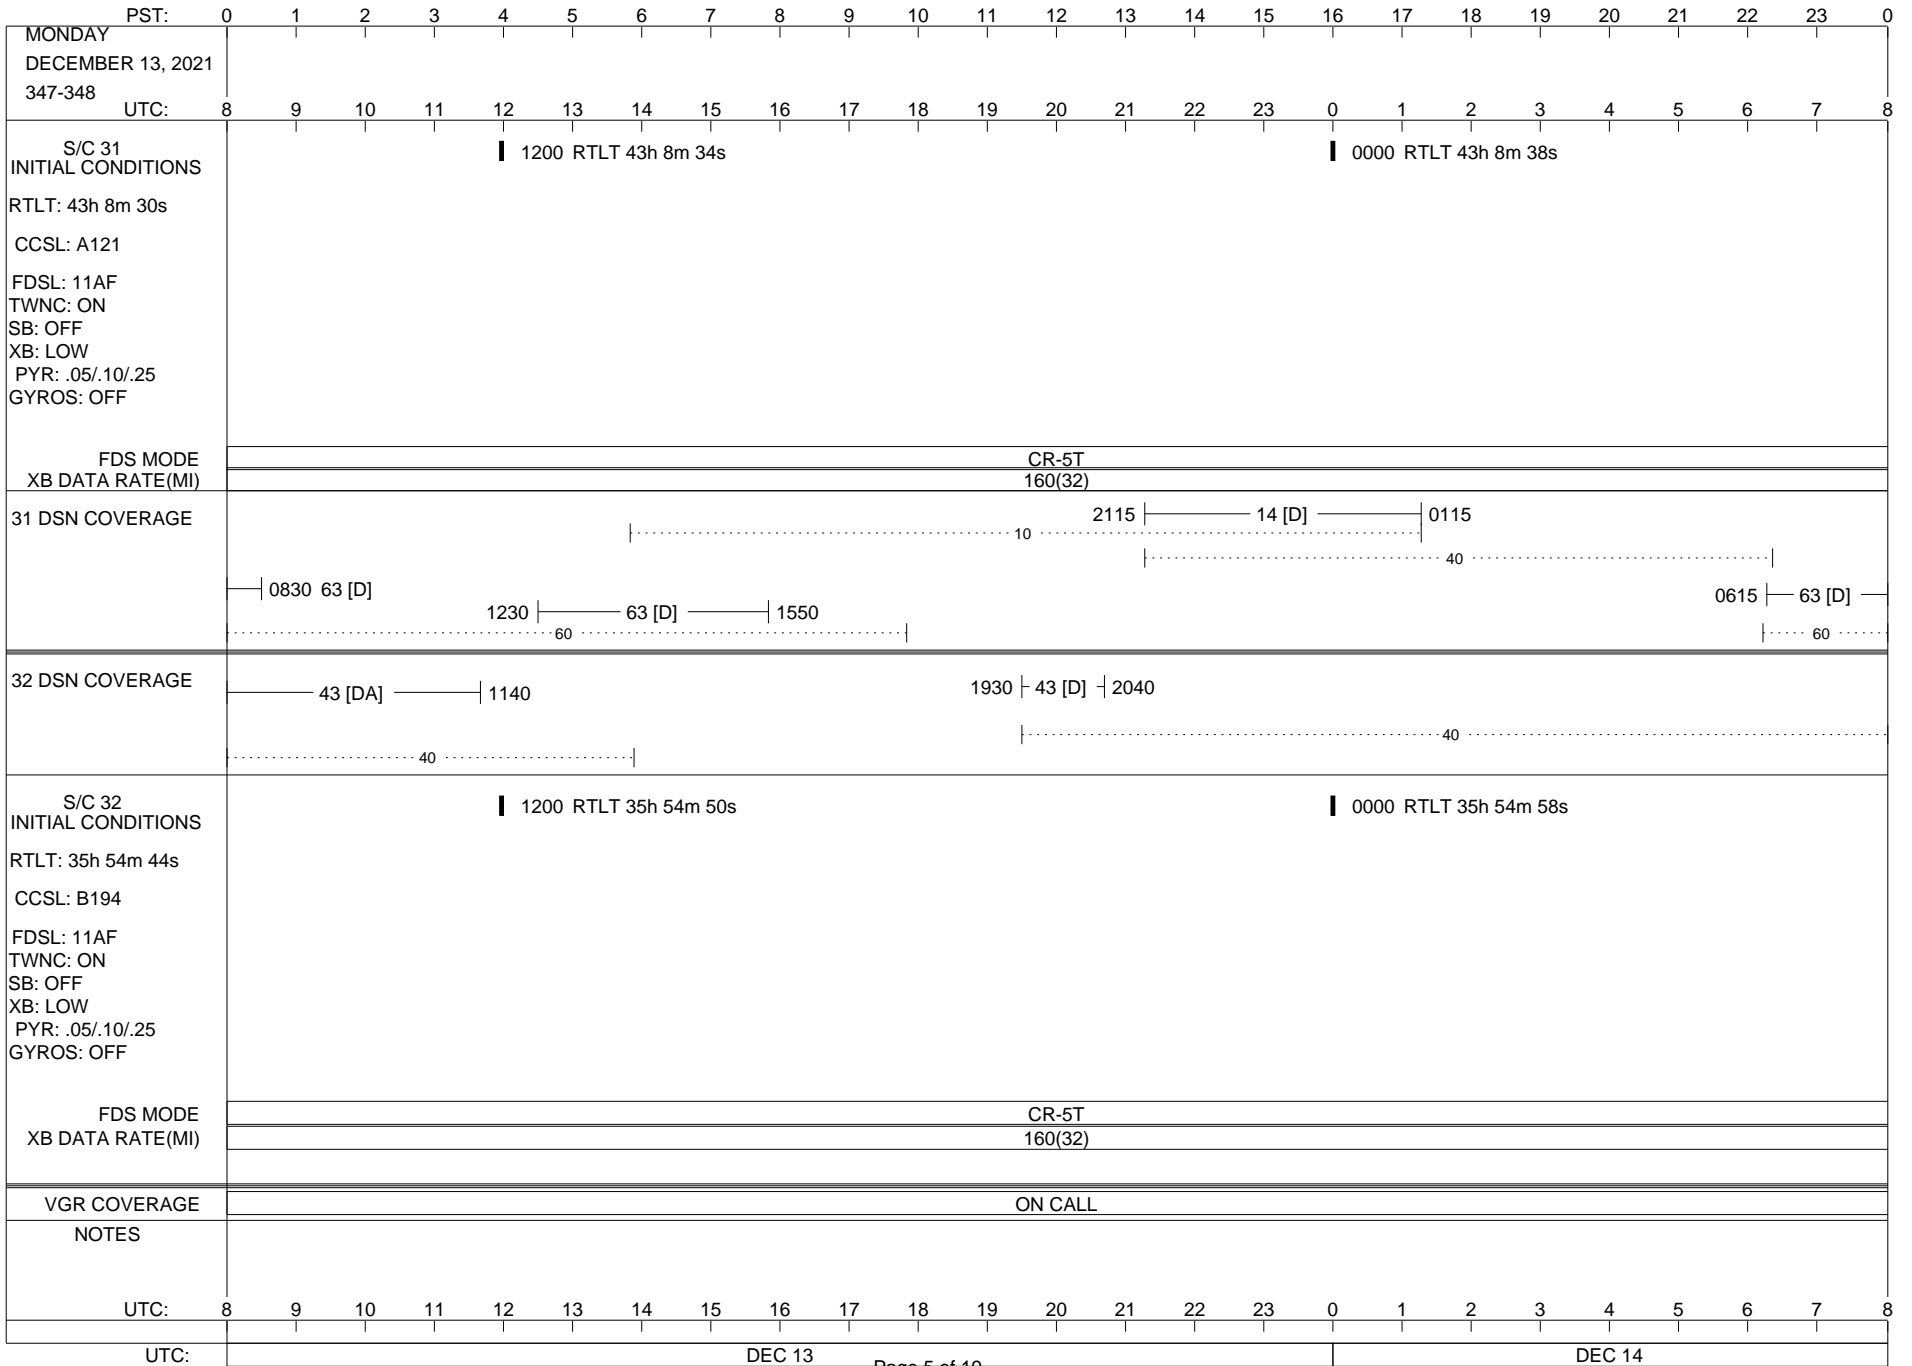 PST: 0 1 2 3 4 5 6 7 8 9 10 11 12 13 14 15 16 17 18 19 20 21 22 23 0
MONDAY
DECEMBER 13, 2021
347-348
UTC: 8 9 10 11 12 13 14 15 16 17 18 19 20 21 22 23 0 1 2 3 4 5 6 7 8
S/C 31
INITIAL CONDITIONS
1200 RTLT 43h 8m 34s
0000 RTLT 43h 8m 38s
RTLT: 43h 8m 30s
CCSL: A121
FDSL: 11AF
TWNC: ON
SB: OFF
XB: LOW
PYR: .05/.10/.25
GYROS: OFF
FDS MODE CR-5T
XB DATA RATE(MI) 160(32)
31 DSN COVERAGE
2115 14 [D] 0115
10
40
0830 63 [D]
0615 63 [D]
1230 63 [D] 1550
60 60
32 DSN COVERAGE
43 [DA] 1140
1930 43 [D] 2040
40
40
S/C 32
INITIAL CONDITIONS
1200 RTLT 35h 54m 50s
0000 RTLT 35h 54m 58s
RTLT: 35h 54m 44s
CCSL: B194
FDSL: 11AF
TWNC: ON
SB: OFF
XB: LOW
PYR: .05/.10/.25
GYROS: OFF
FDS MODE CR-5T
XB DATA RATE(MI) 160(32)
VGR COVERAGE ON CALL
NOTES
UTC: 8 9 10 11 12 13 14 15 16 17 18 19 20 21 22 23 0 1 2 3 4 5 6 7 8
UTC: DEC 13 DEC 14
Page 5 of 19